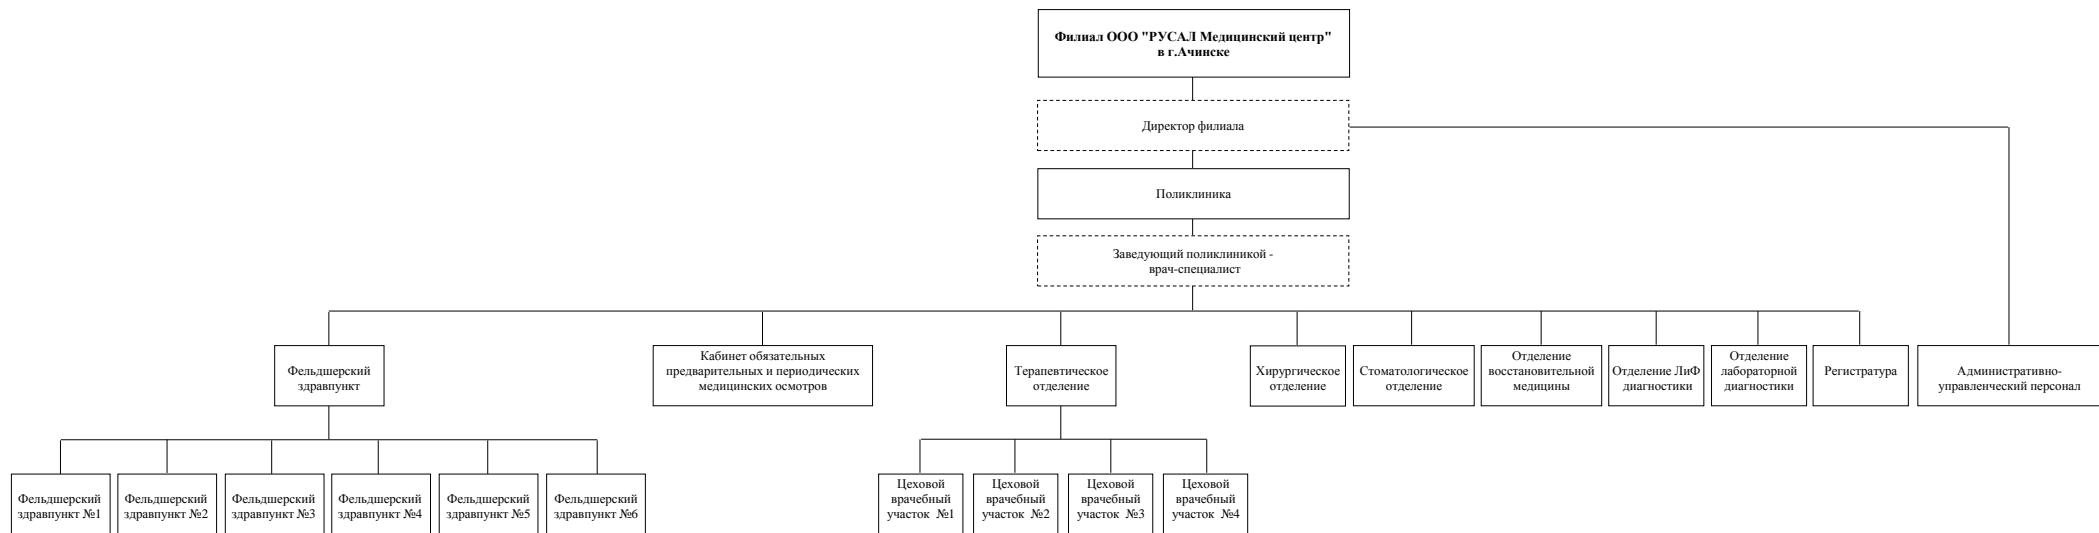 Филиал ООО "РУСАЛ Медицинский центр"
в г.Ачинске
Директор филиала
Поликлиника
Заведующий поликлиникой -
врач-специалист
Фельдшерский
здравпункт
Кабинет обязательных
предварительных и периодических
медицинских осмотров
Терапевтическое
отделение
Хирургическое
отделение
Стоматологическое
отделение
Отделение
восстановительной
медицины
Отделение ЛиФ
диагностики
Отделение
лабораторной
диагностики
Регистратура
Административно-
управленческий персонал
Фельдшерский
здравпункт №1
Фельдшерский
здравпункт №2
Фельдшерский
здравпункт №3
Фельдшерский
здравпункт №4
Фельдшерский
здравпункт №5
Фельдшерский
здравпункт №6
Цеховой
врачебный
участок №1
Цеховой
врачебный
участок №2
Цеховой
врачебный
участок №3
Цеховой
врачебный
участок №4